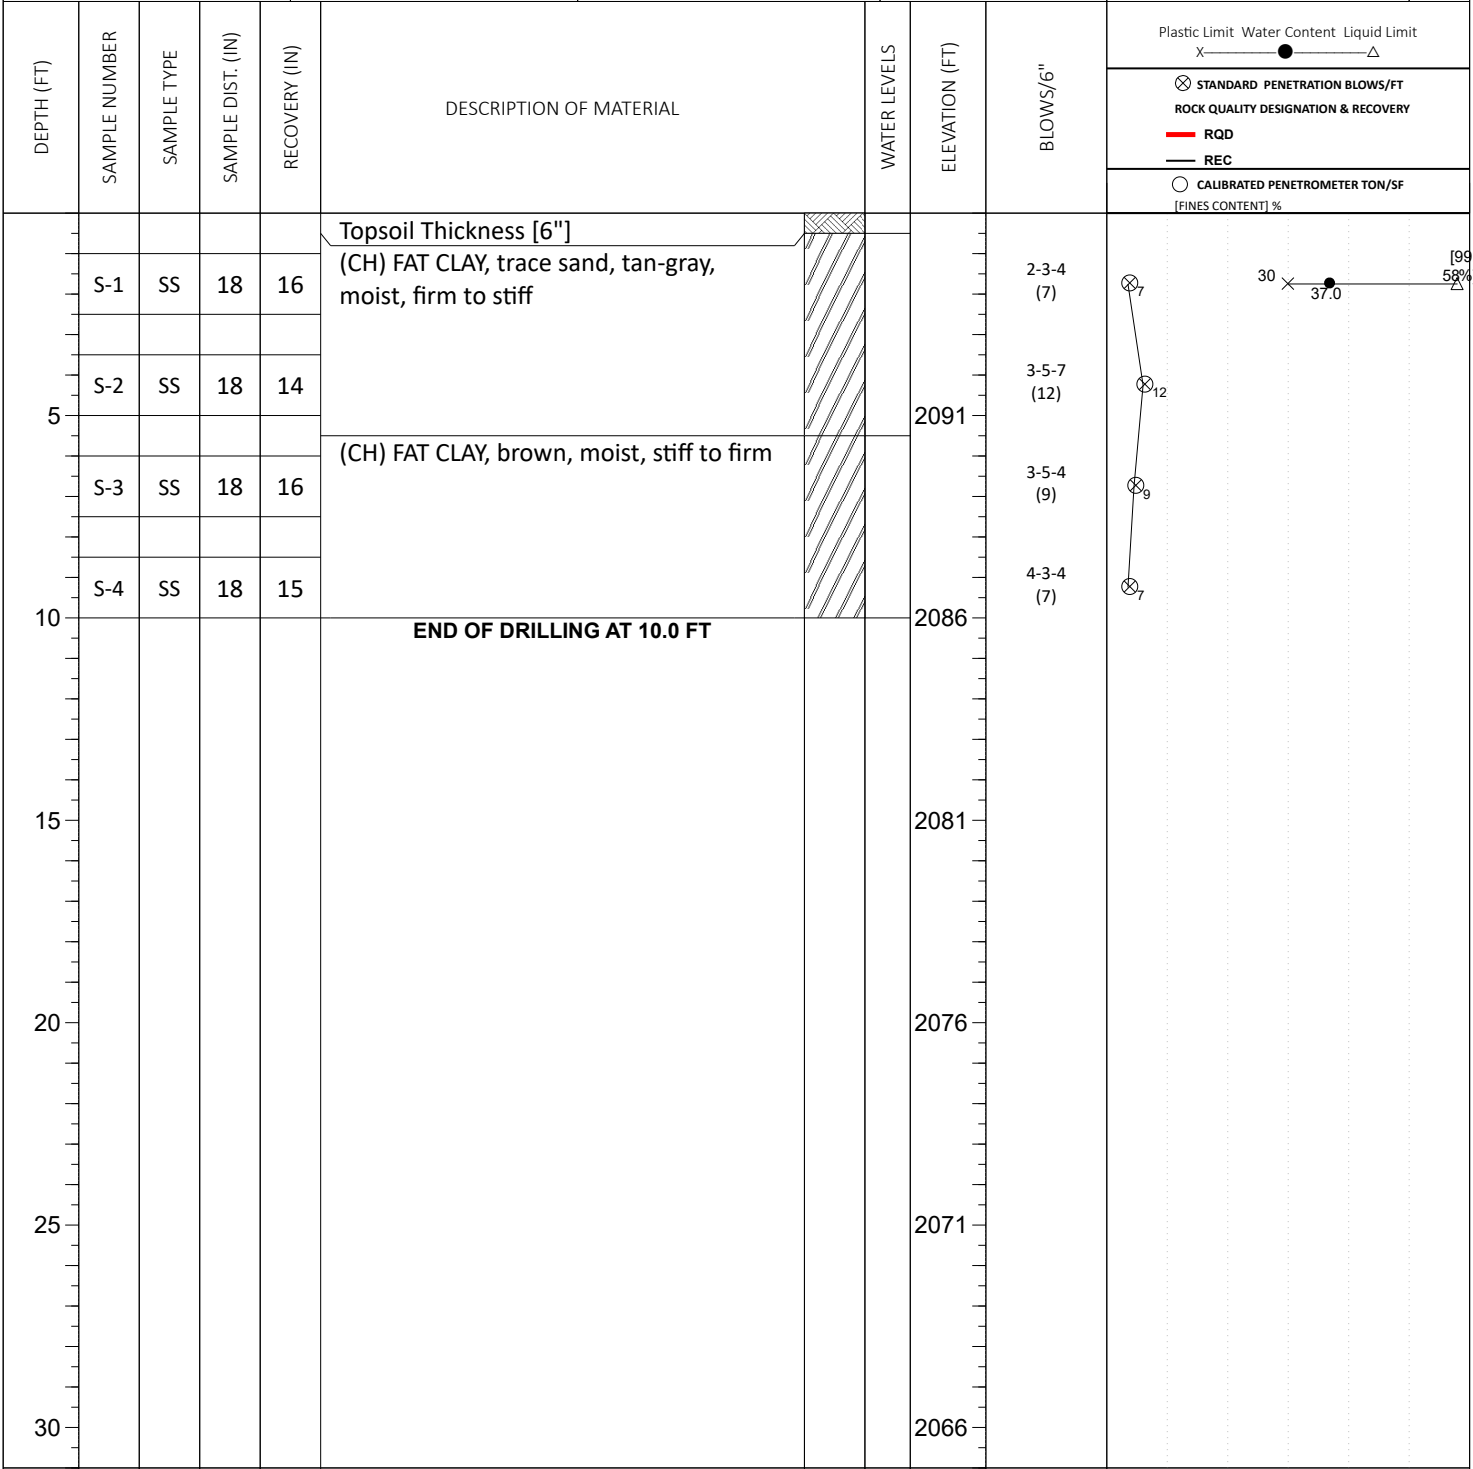 DEPTH (FT)
SAMPLE NUMBER
SAMPLE TYPE
SAMPLE DIST. (IN)
RECOVERY (IN)
DESCRIPTION OF MATERIAL
WATER LEVELS
ELEVATION (FT)
BLOWS/6"
Plastic Limit Water Content Liquid Limit
X
STANDARD PENETRATION BLOWS/FT
ROCK QUALITY DESIGNATION & RECOVERY
RQD
REC
CALIBRATED PENETROMETER TON/SF
[FINES CONTENT] %
Topsoil Thickness [6"]
(CH) FAT CLAY, trace sand, tan-gray,
moist, firm to stiff
S-1 SS 18 16
2-3-4
(7)
7
30
37.0
[99
58%
S-2 SS 18 14
3-5-7
(12)
12
5
2091
(CH) FAT CLAY, brown, moist, stiff to firm
S-3 SS 18 16
3-5-4
(9)
9
S-4 SS 18 15
4-3-4
(7)
7
10
2086
END OF DRILLING AT 10.0 FT
15
2081
20
2076
25
2071
30
2066